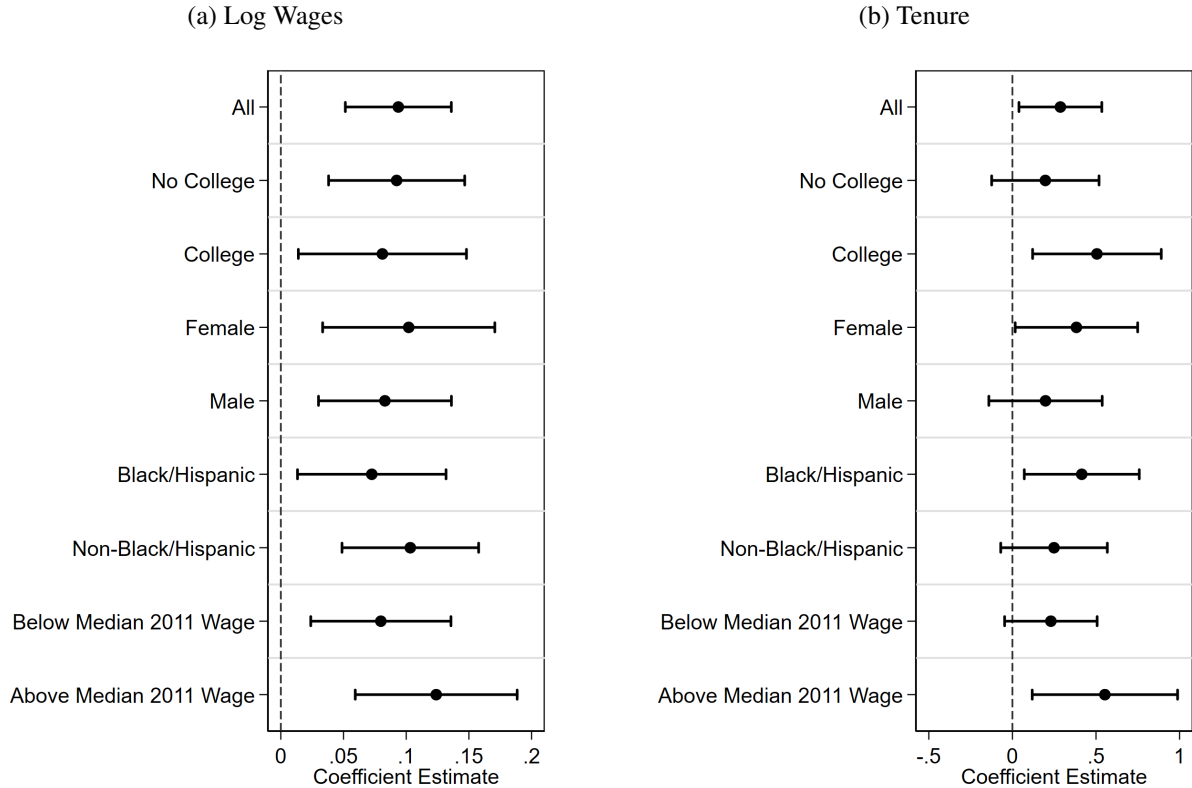 (a) Log Wages
All
No College
College
Female
Male
Black/Hispanic
Non-Black/Hispanic
Below Median 2011 Wage
Above Median 2011 Wage
0 .05 .1 .15 .2
Coefficient Estimate
(b) Tenure
All
No College
College
Female
Male
Black/Hispanic
Non-Black/Hispanic
Below Median 2011 Wage
Above Median 2011 Wage
-.5 0 .5 1
Coefficient Estimate